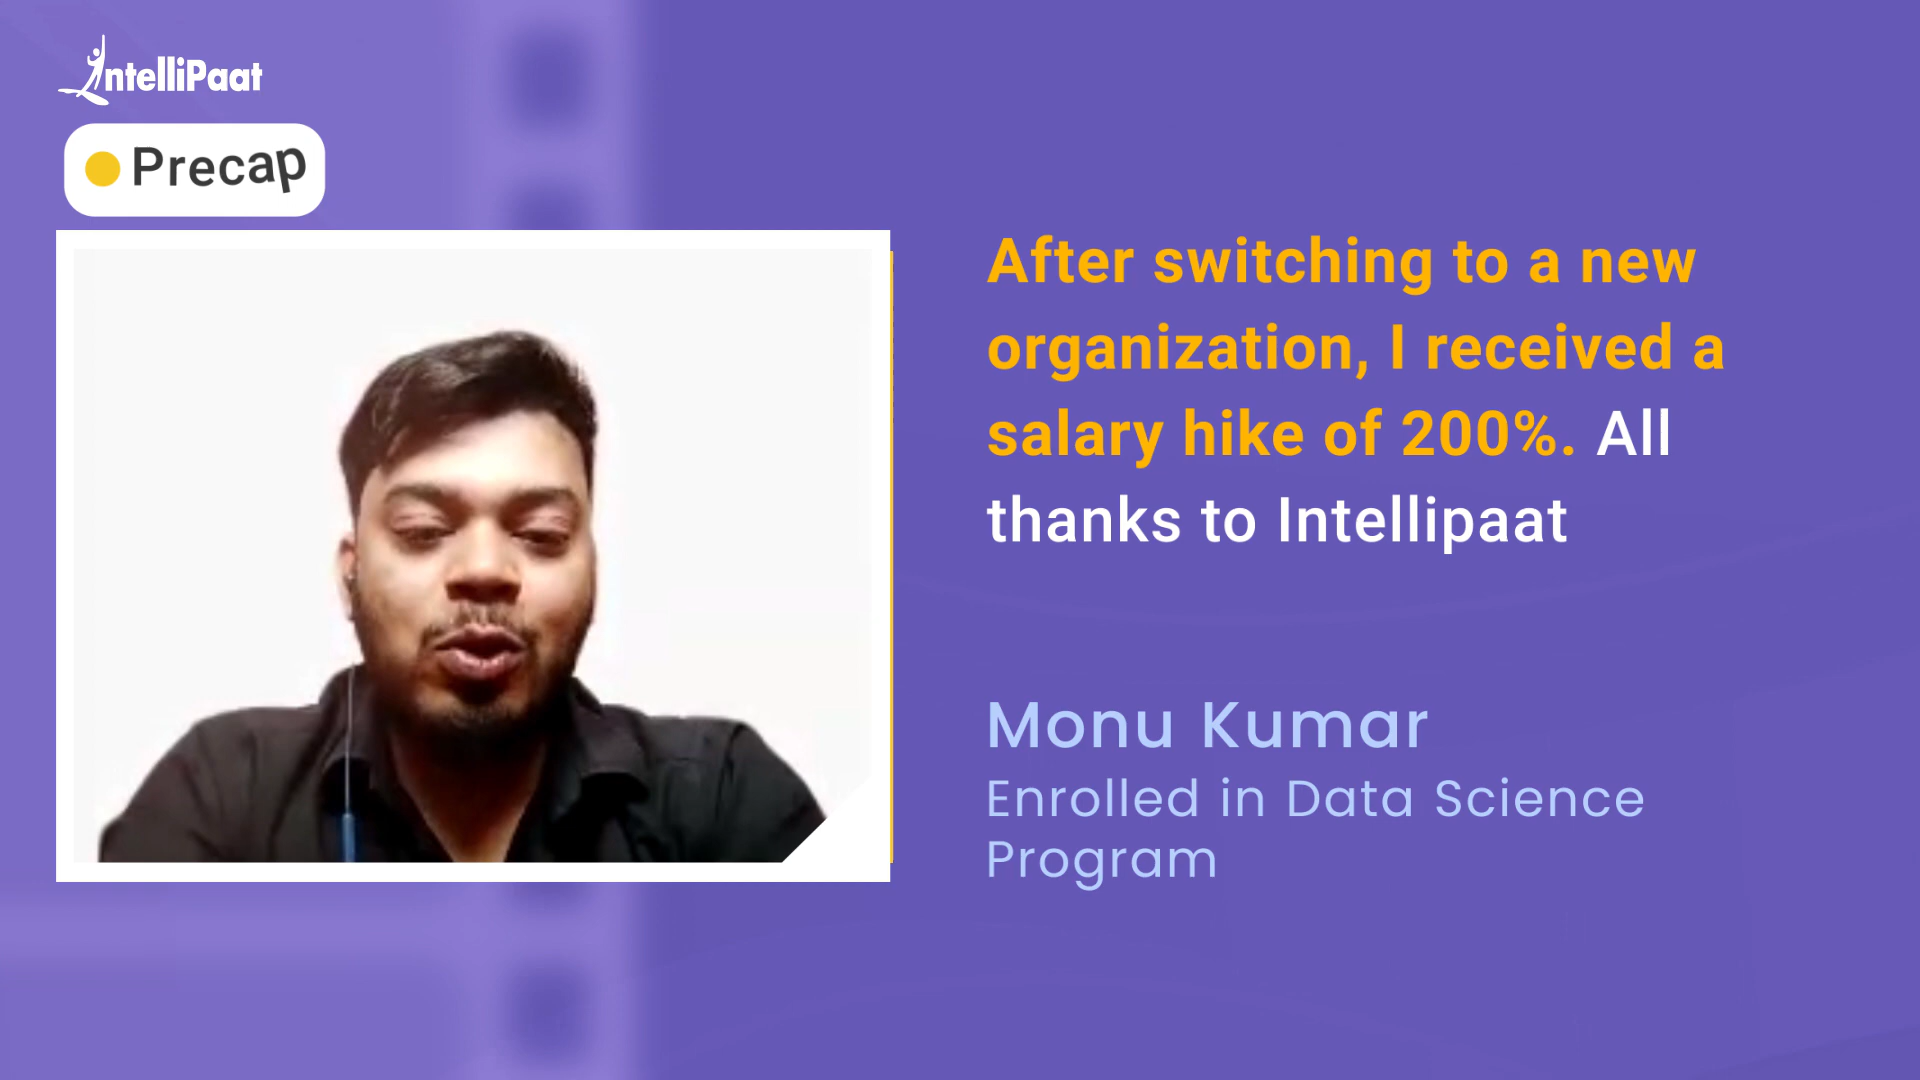 IntelliPaat
Precap
After switching to a new
organization, I received a
salary hike of 200%. All
thanks to Intellipaat
Monu Kumar
Enrolled in Data Science
Program